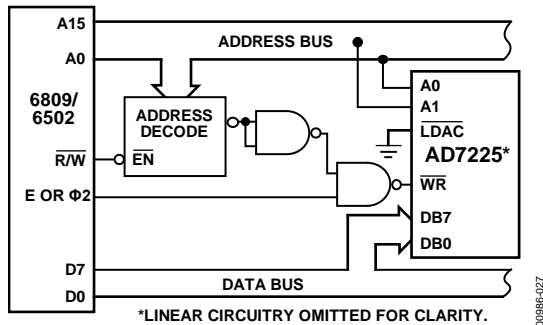 A15
A0
6809/
6502
R/W
E OR Φ2
D7
D0
ADDRESS BUS
ADDRESS
DECODE
EN
A0
A1
LDAC
AD7225*
WR
DB7
DB0
DATA BUS
*LINEAR CIRCUITRY OMITTED FOR CLARITY.
00986-027